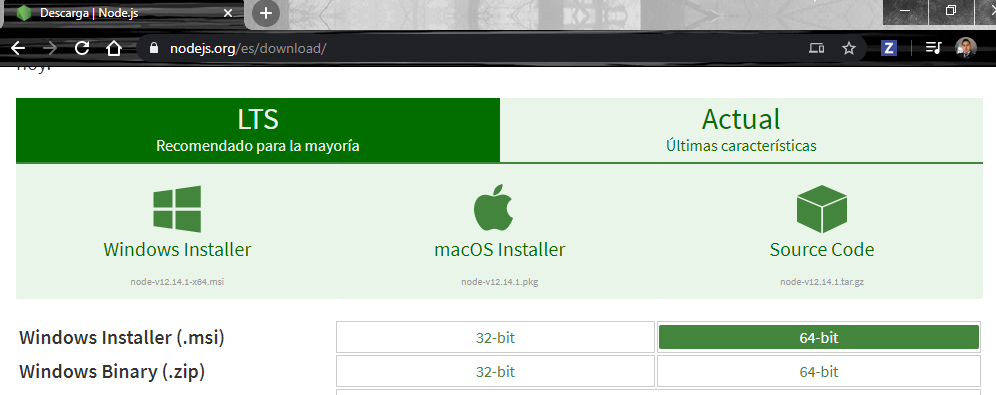 Descarga | Node.js
nodejs.org/es/download/
hoy.
LTS
Recomendado para la mayoría
Actual
Últimas características
Windows Installer
node-v12.14.1-x64.msi
macOS Installer
node-v12.14.1.pkg
Source Code
node-v12.14.1.tar.gz
Windows Installer (.msi)
32-bit
64-bit
Windows Binary (.zip)
32-bit
64-bit